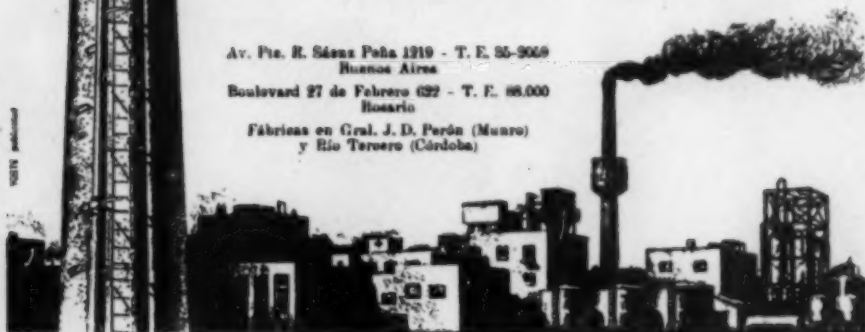 Av. Pte. R. Sáenz Peña 1219 - T. E. 35-2059
Buenos Aires
Boulevard 27 de Febrero 622 - T. E. 88.000
Rosario
Fábricas en Gral. J. D. Perón (Munro)
y Río Tercero (Córdoba)